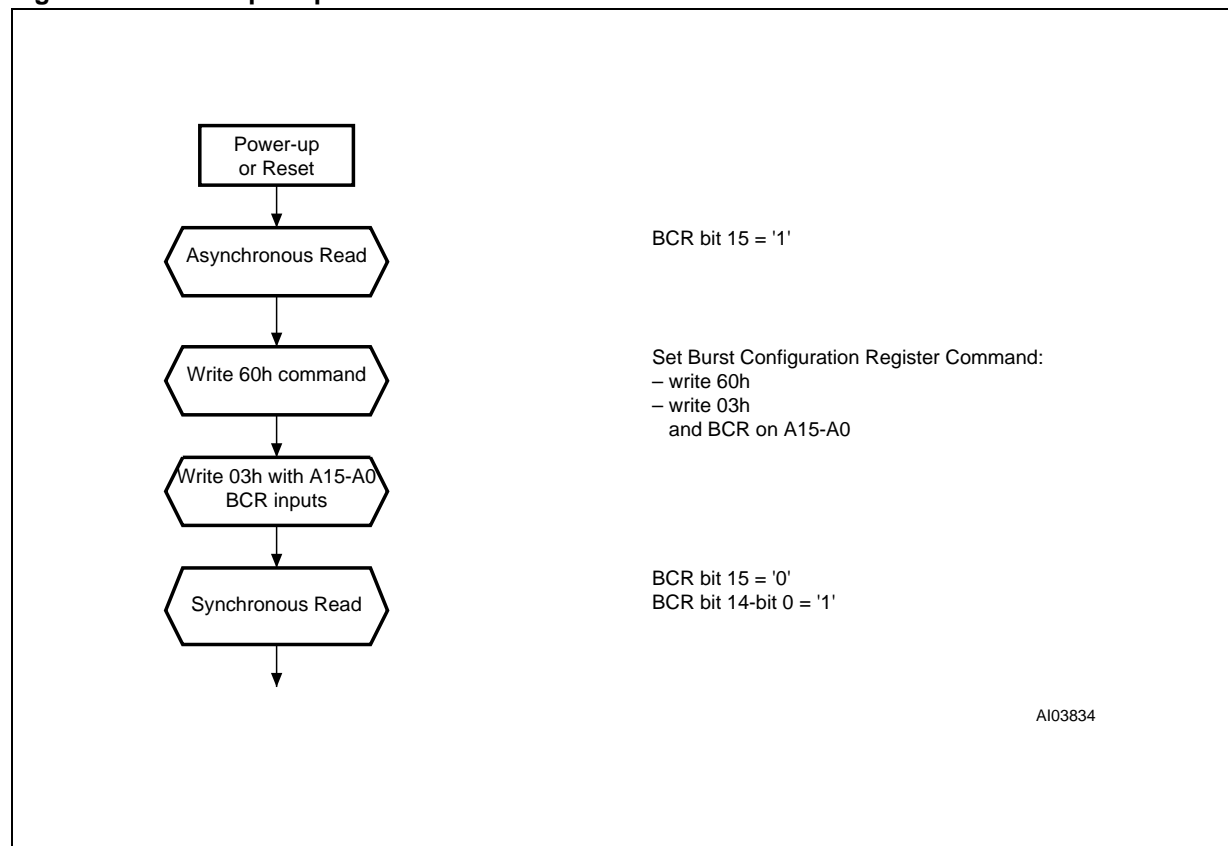 Power-up
or Reset
Asynchronous Read
BCR bit 15 = '1'
Write 60h command
Set Burst Configuration Register Command:
– write 60h
– write 03h
and BCR on A15-A0
Write 03h with A15-A0
BCR inputs
Synchronous Read
BCR bit 15 = '0'
BCR bit 14-bit 0 = '1'
AI03834